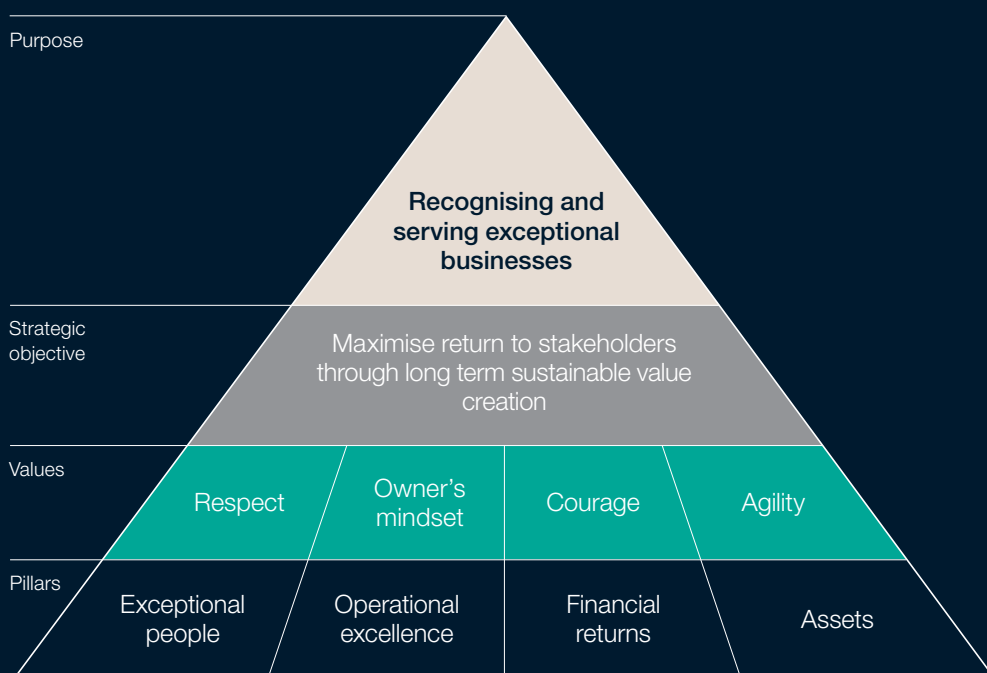 Purpose
Recognising and
serving exceptional
businesses
Strategic
objective
Maximise return to stakeholders
through long term sustainable value
creation
Values
Respect
Owner’s
mindset
Courage
Agility
Pillars
Exceptional
people
Operational
excellence
Financial
returns
Assets